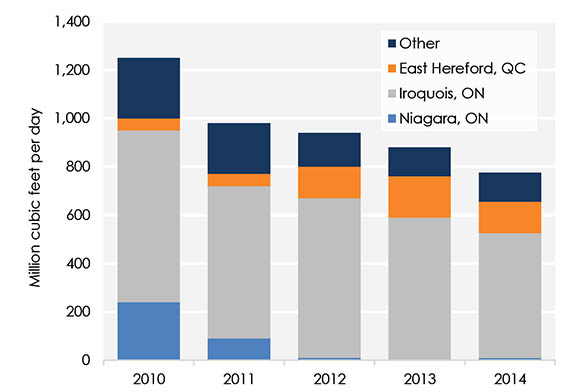 1,400
1,200
1,000
800
600
400
200
0
Million cubic feet per day
Other
East Hereford, QC
Iroquois, ON
Niagara, ON
2010 2011 2012 2013 2014